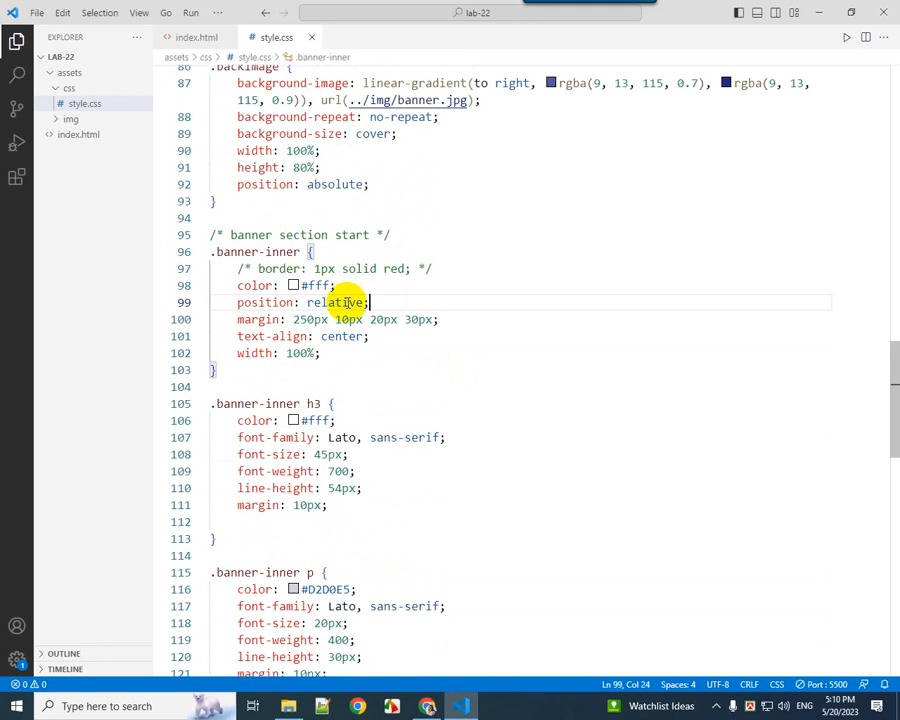 File Edit Selection View Go Run ··· lab-22
EXPLORER ···
index.html
style.css
LAB-22
assets
css
style.css
img
index.html
OUTLINE
TIMELINE
assets > css > style.css > .banner-inner
86 .backimage {
87 background-image: linear-gradient(to right, rgba(9, 13, 115, 0.7), rgba(9, 13,
115, 0.9)), url(../img/banner.jpg);
88 background-repeat: no-repeat;
89 background-size: cover;
90 width: 100%;
91 height: 80%;
92 position: absolute;
93 }
94
95 /* banner section start */
96 .banner-inner {
97 /* border: 1px solid red; */
98 color: #fff;
99 position: relative;
100 margin: 250px 10px 20px 30px;
101 text-align: center;
102 width: 100%;
103 }
104
105 .banner-inner h3 {
106 color: #fff;
107 font-family: Lato, sans-serif;
108 font-size: 45px;
109 font-weight: 700;
110 line-height: 54px;
111 margin: 10px;
112
113 }
114
115 .banner-inner p {
116 color: #D2D0E5;
117 font-family: Lato, sans-serif;
118 font-size: 20px;
119 font-weight: 400;
120 line-height: 30px;
121 margin: 10px;
1
0 0 Ln 99, Col 24 Spaces: 4 UTF-8 CRLF CSS Port : 5500
Type here to search
Watchlist Ideas ENG 5:10 PM
5/20/2023